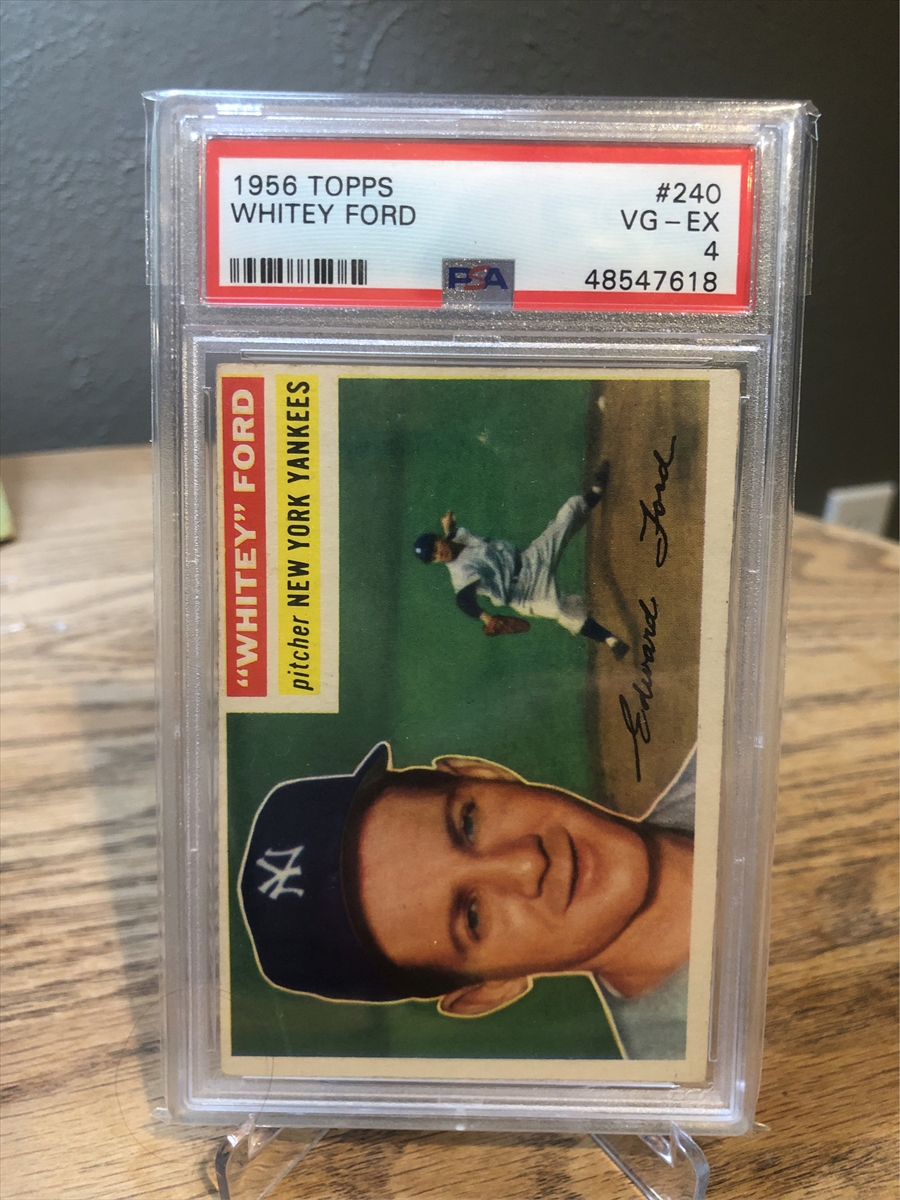 1956 TOPPS #240
WHITEY FORD VG-EX
4
PSA 48547618
"WHITEY" FORD
pitcher NEW YORK YANKEES
Edward Ford
NY